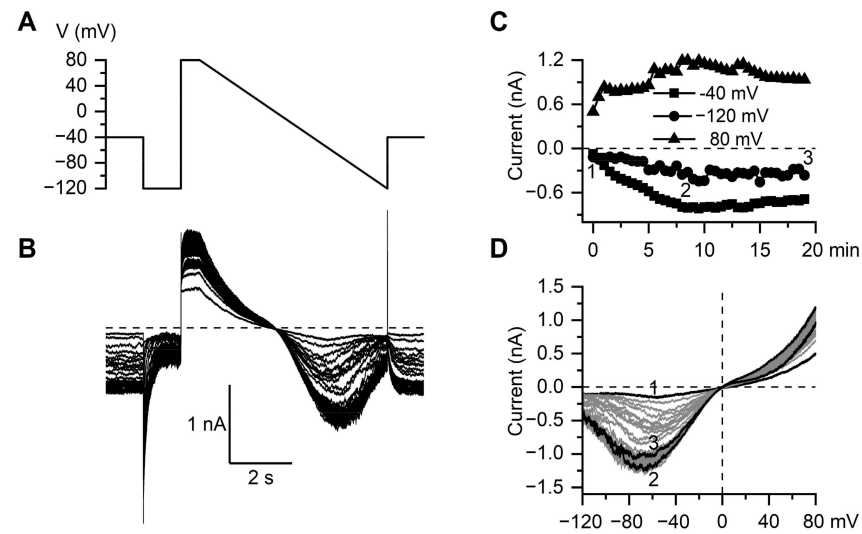 A
V (mV)
80
40
0
−40
−80
−120
B
1 nA
2 s
C
Current (nA)
1.2
0.6
0.0
−0.6
-40 mV
−120 mV
80 mV
1
2
3
0 5 10 15 20 min
D
Current (nA)
1.5
1.0
0.5
0.0
−0.5
−1.0
−1.5
1
3
2
−120 −80 −40 0 40 80 mV